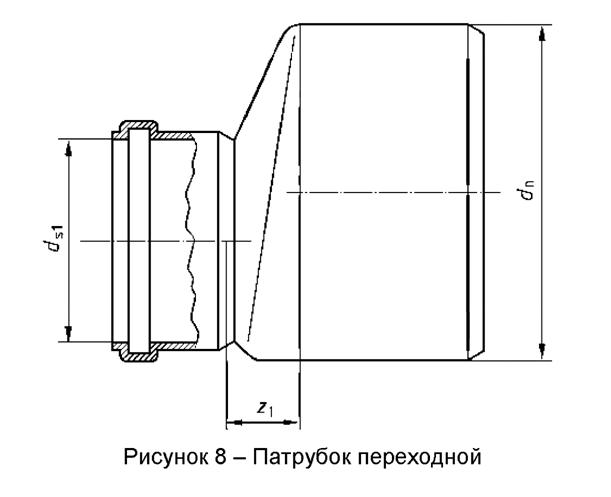 d_s1
d_n
z_1
Рисунок 8 – Патрубок переходной